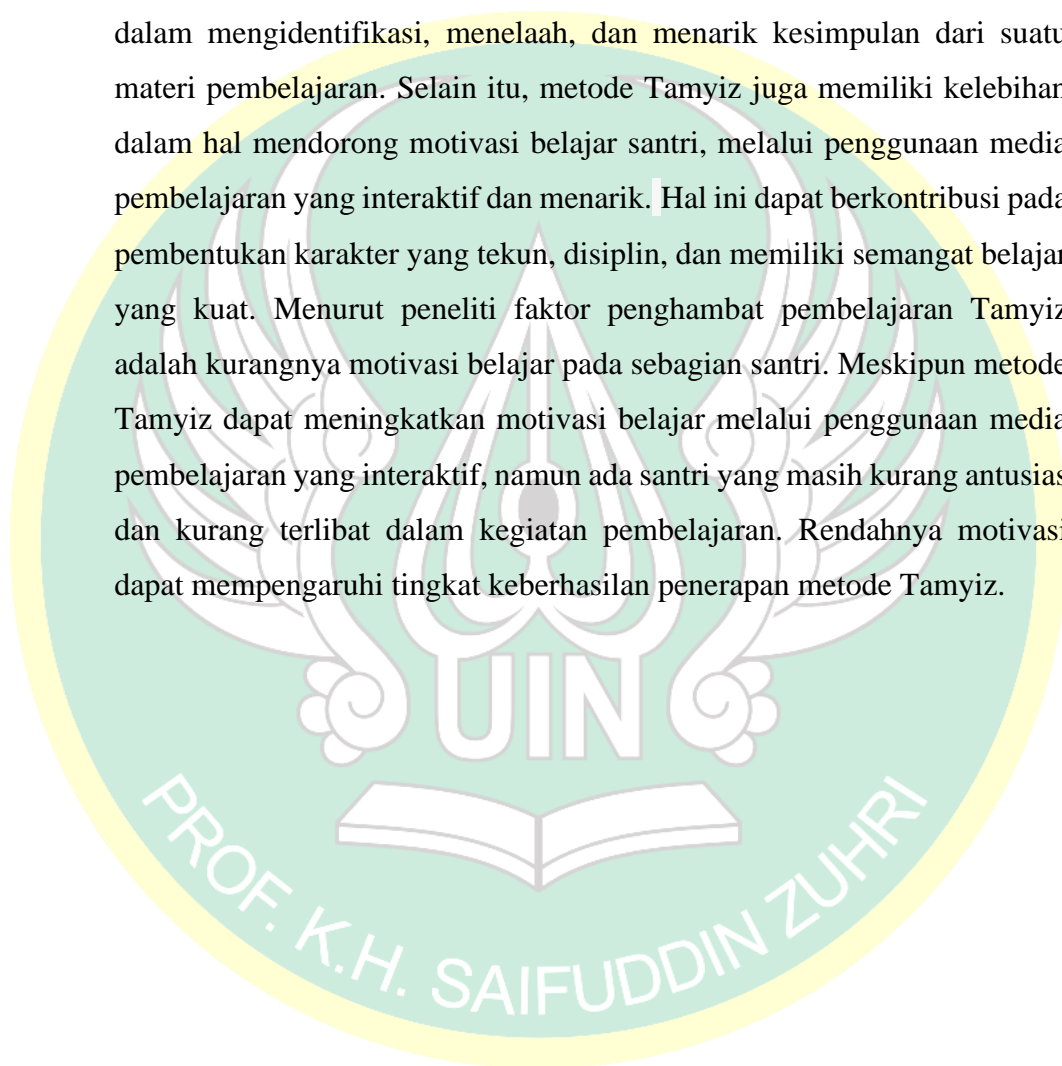 dalam mengidentifikasi, menelaah, dan menarik kesimpulan dari suatu
materi pembelajaran. Selain itu, metode Tamyiz juga memiliki kelebihan
dalam hal mendorong motivasi belajar santri, melalui penggunaan media
pembelajaran yang interaktif dan menarik. Hal ini dapat berkontribusi pada
pembentukan karakter yang tekun, disiplin, dan memiliki semangat belajar
yang kuat. Menurut peneliti faktor penghambat pembelajaran Tamyiz
adalah kurangnya motivasi belajar pada sebagian santri. Meskipun metode
Tamyiz dapat meningkatkan motivasi belajar melalui penggunaan media
pembelajaran yang interaktif, namun ada santri yang masih kurang antusias
dan kurang terlibat dalam kegiatan pembelajaran. Rendahnya motivasi
dapat mempengaruhi tingkat keberhasilan penerapan metode Tamyiz.
UIN
PROF. K.H. SAIFUDDIN ZUHRI